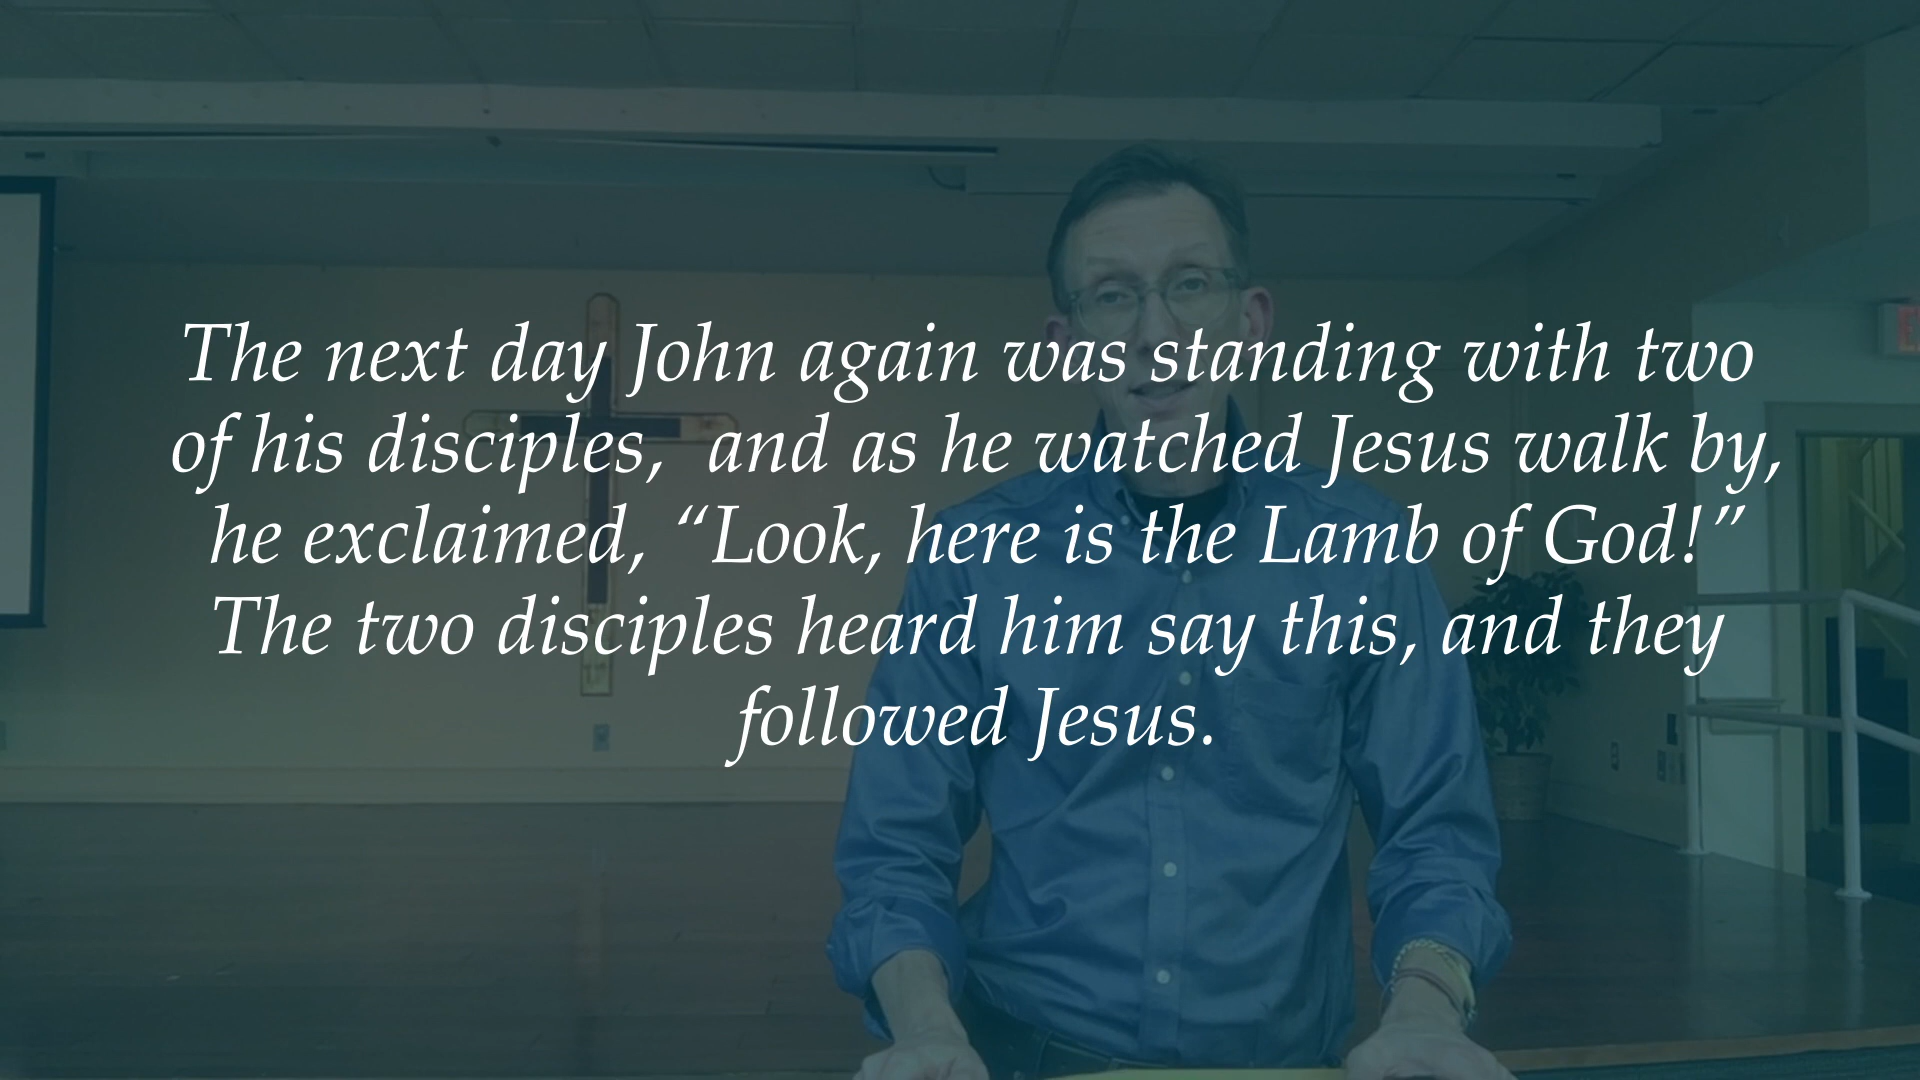 The next day John again was standing with two
of his disciples,  and as he watched Jesus walk by,
he exclaimed, “Look, here is the Lamb of God!”
The two disciples heard him say this, and they
followed Jesus.